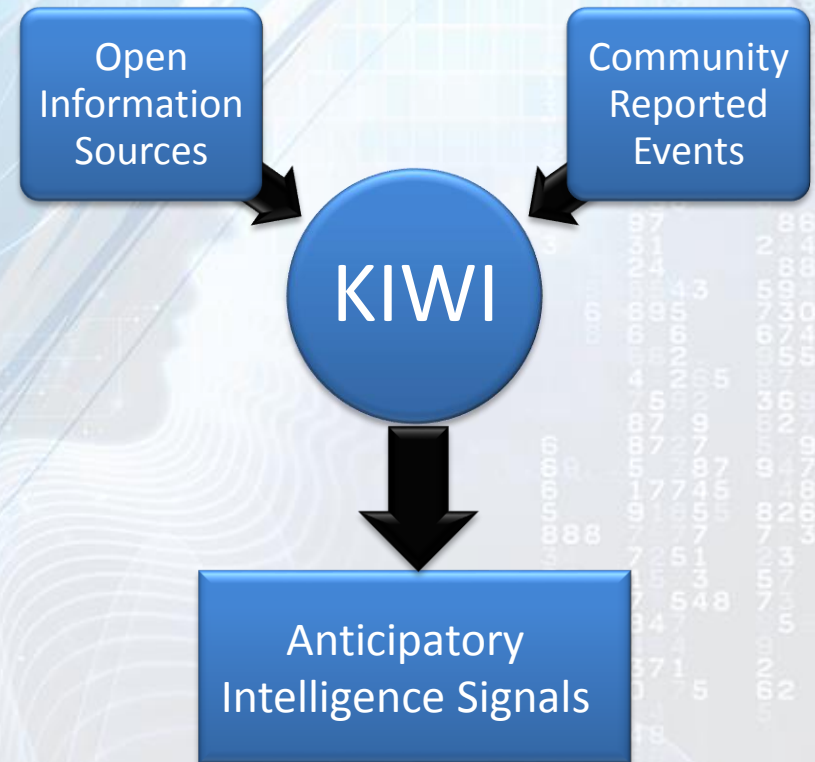 Open
Information
Sources
Community
Reported
Events
KIWI
Anticipatory
Intelligence Signals